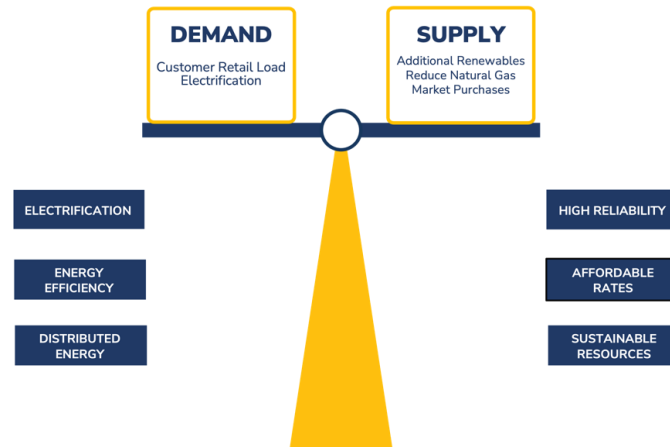 DEMAND
Customer Retail Load
Electrification
SUPPLY
Additional Renewables
Reduce Natural Gas
Market Purchases
ELECTRIFICATION
ENERGY
EFFICIENCY
DISTRIBUTED
ENERGY
HIGH RELIABILITY
AFFORDABLE
RATES
SUSTAINABLE
RESOURCES